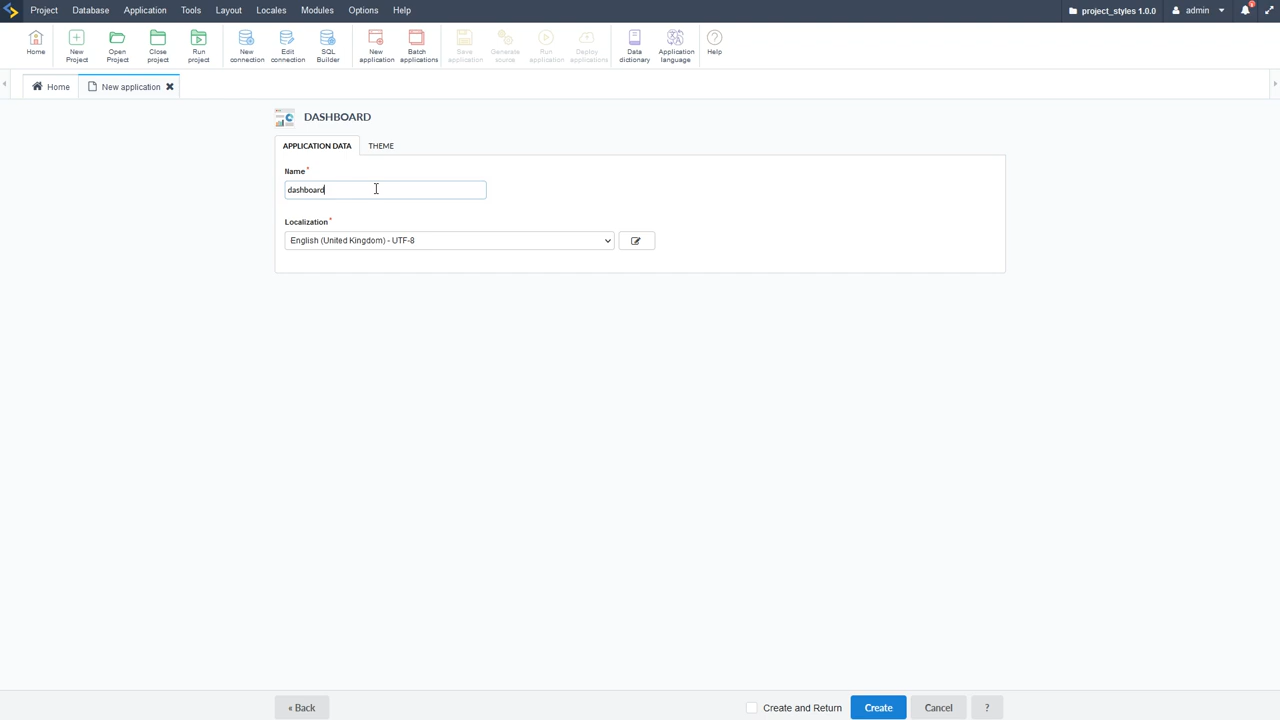 Project Database Application Tools Layout Locales Modules Options Help project_styles 1.0.0 admin
Home
New Project
Open Project
Close project
Run project
New connection
Edit connection
SQL Builder
New application
Batch applications
Save application
Generate source
Run application
Deploy applications
Data dictionary
Application language
Help
Home New application
DASHBOARD
APPLICATION DATA THEME
Name*
dashboard
Localization*
English (United Kingdom) - UTF-8
« Back Create and Return Create Cancel ?